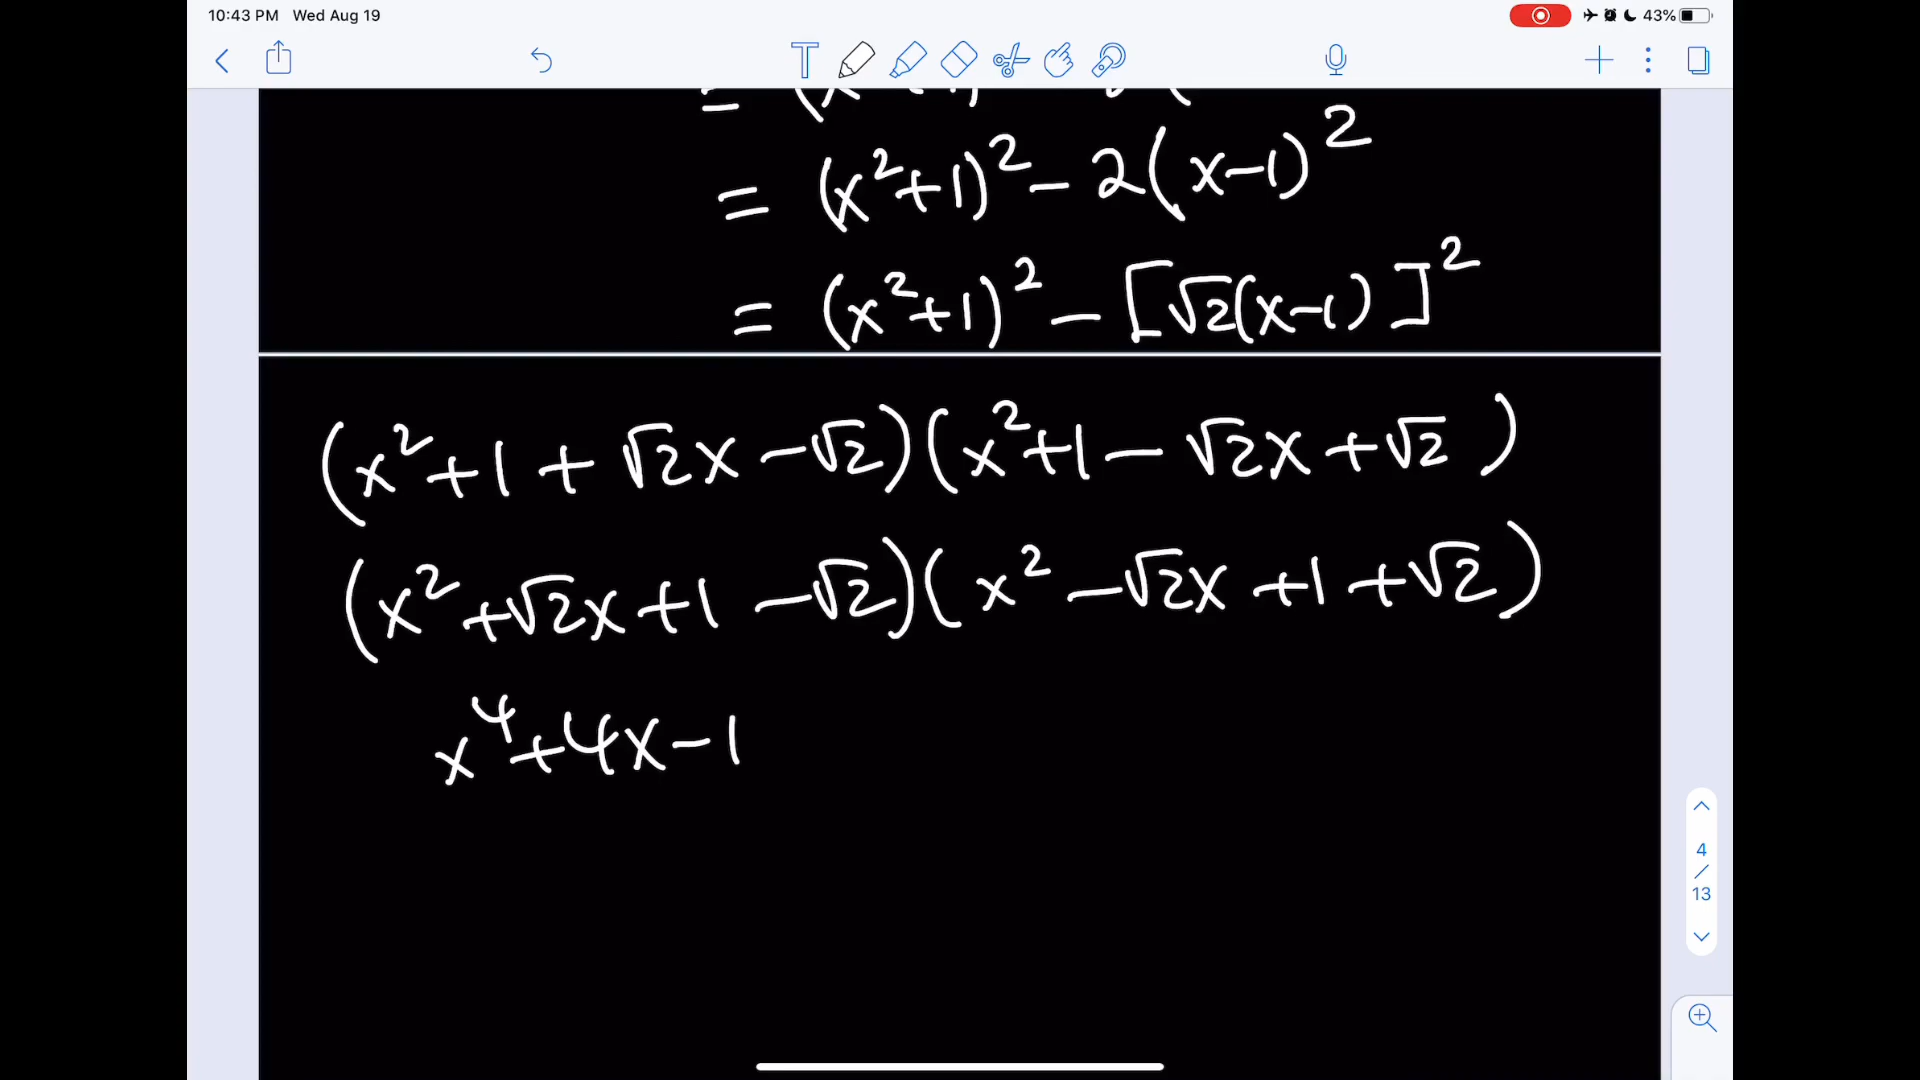 10:43 PM Wed Aug 19
43%
= (x²+1)² - 2(x-1)²
= (x²+1)² - [√2(x-1)]²
(x²+1+√2x-√2)(x²+1-√2x+√2)
(x²+√2x+1-√2)(x²-√2x+1+√2)
x⁴+4x-1
4
/
13